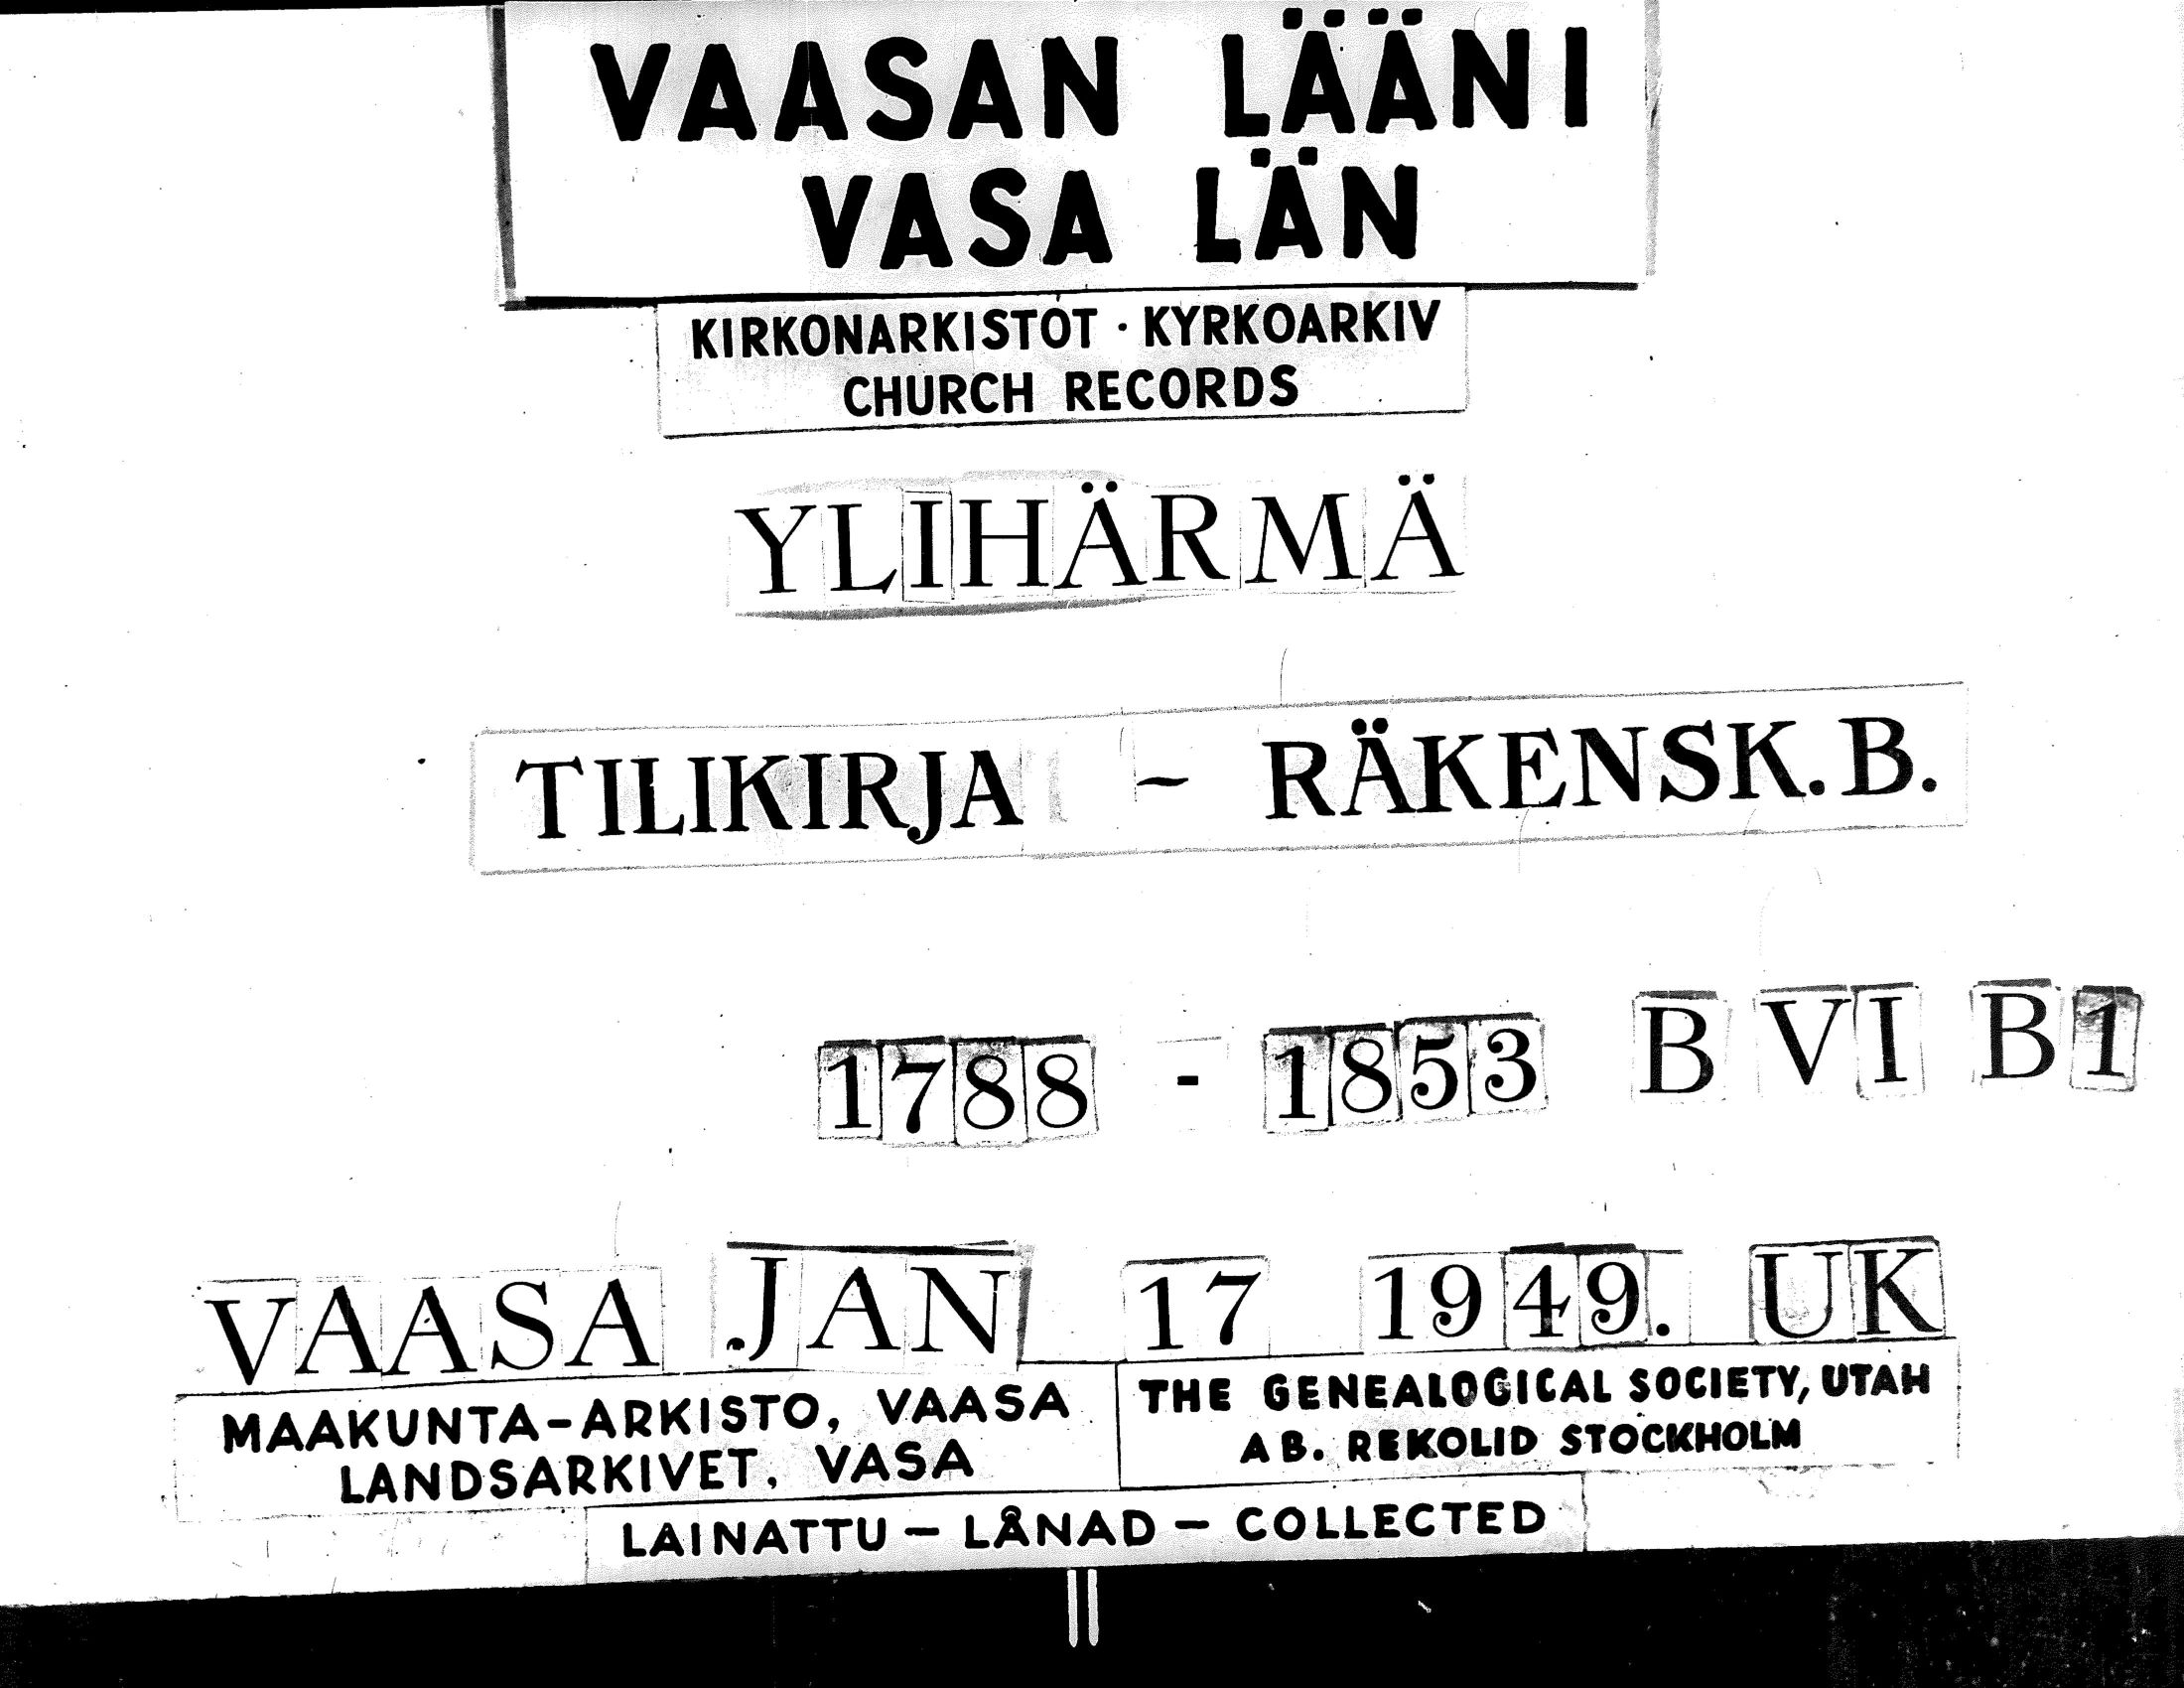 VAASAN LÄÄNI
VASA LÄN
KIRKONARKISTOT · KYRKOARKIV
CHURCH RECORDS
YLIHÄRMÄ
TILIKIRJA - RÄKENSK.B.
1788 - 1853 B VI B1
VAASA JAN 17 1949. UK
MAAKUNTA-ARKISTO, VAASA
LANDSARKIVET, VASA
THE GENEALOGICAL SOCIETY, UTAH
AB. REKOLID STOCKHOLM
LAINATTU - LÅNAD - COLLECTED